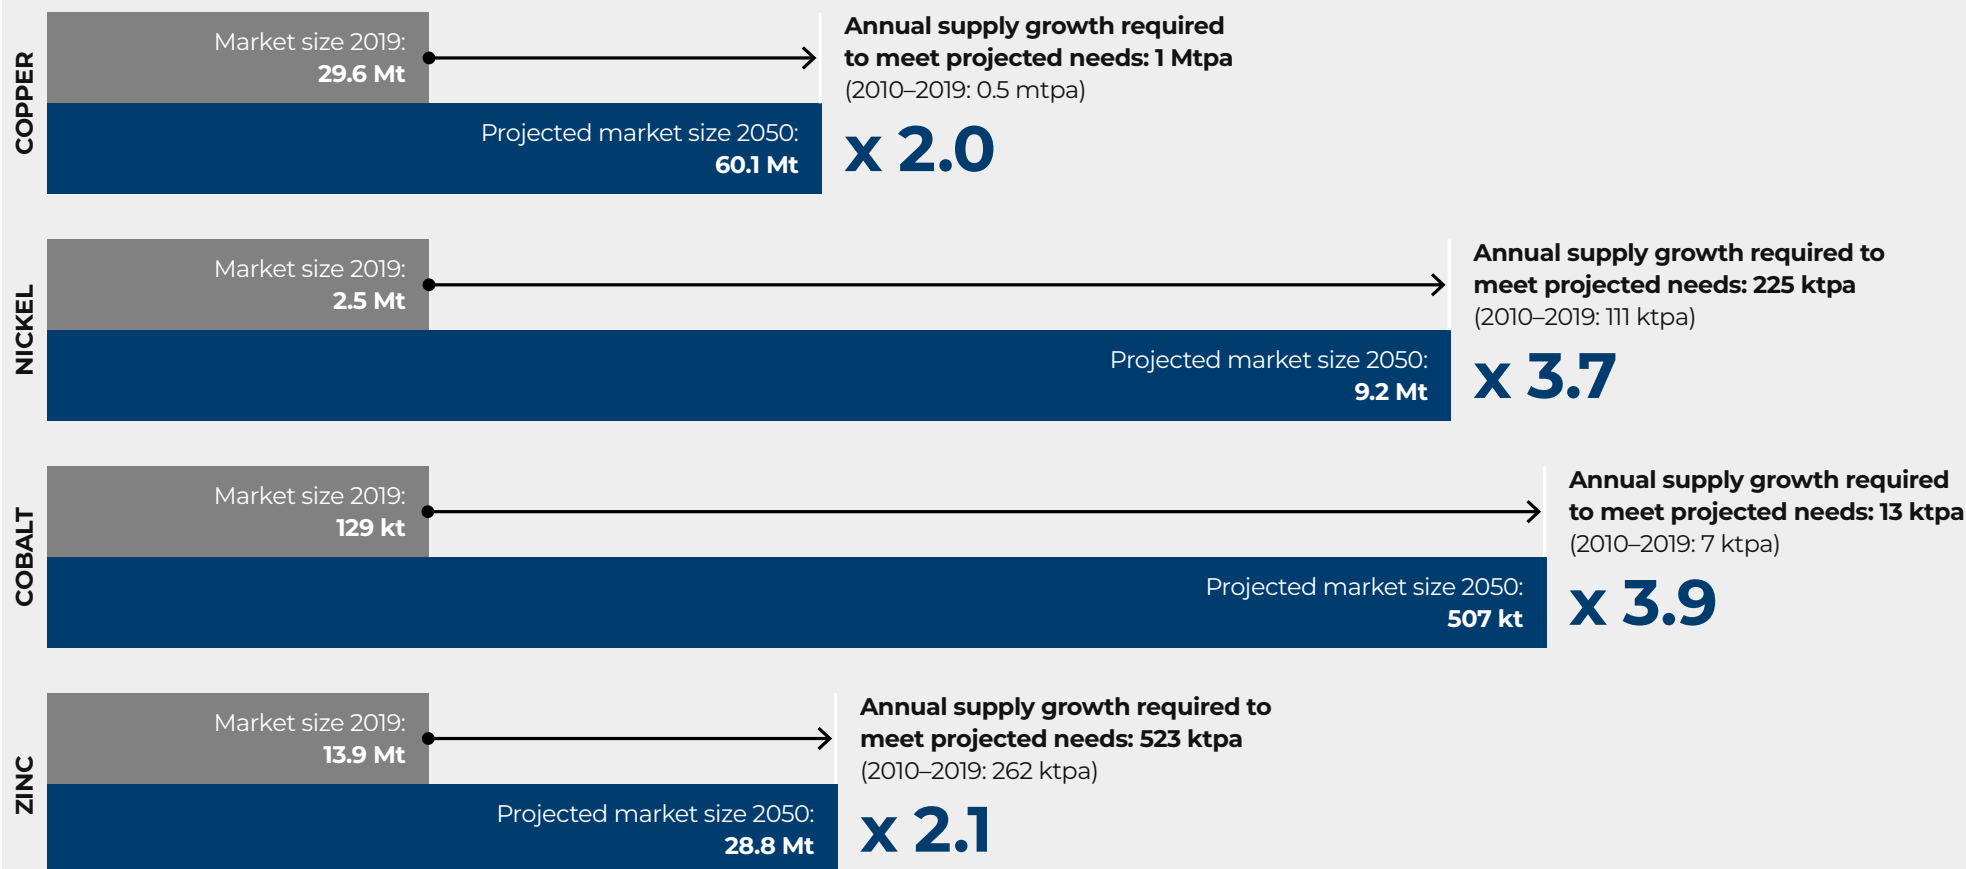 COPPER
Market size 2019:
29.6 Mt
Projected market size 2050:
60.1 Mt
Annual supply growth required
to meet projected needs: 1 Mtpa
(2010–2019: 0.5 mtpa)
x 2.0
NICKEL
Market size 2019:
2.5 Mt
Projected market size 2050:
9.2 Mt
Annual supply growth required to
meet projected needs: 225 ktpa
(2010–2019: 111 ktpa)
x 3.7
COBALT
Market size 2019:
129 kt
Projected market size 2050:
507 kt
Annual supply growth required
to meet projected needs: 13 ktpa
(2010–2019: 7 ktpa)
x 3.9
ZINC
Market size 2019:
13.9 Mt
Projected market size 2050:
28.8 Mt
Annual supply growth required to
meet projected needs: 523 ktpa
(2010–2019: 262 ktpa)
x 2.1